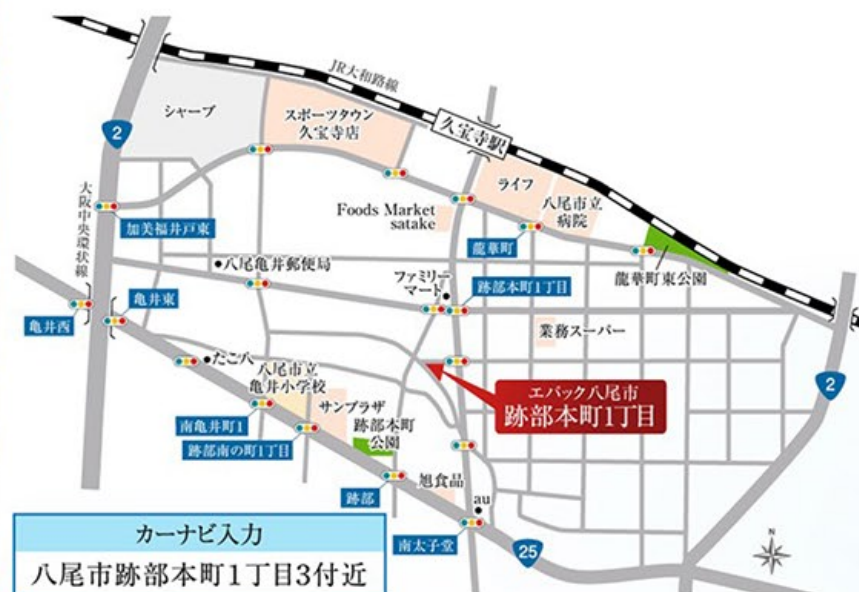 JR大和路線
シャープ
スポーツタウン
久宝寺店
久宝寺駅
2
ライフ
八尾市立
病院
大阪中央環状線
Foods Market
satake
加美福井戸東
龍華町
龍華町東公園
八尾亀井郵便局
ファミリー
マート
跡部本町1丁目
亀井西
亀井東
業務スーパー
たこ八
八尾市立
亀井小学校
エバック八尾市
跡部本町1丁目
2
サンプラザ
南亀井町1
跡部本町
公園
跡部南の町1丁目
跡部
旭食品
au
南太子堂
25
N
カーナビ入力
八尾市跡部本町1丁目3付近